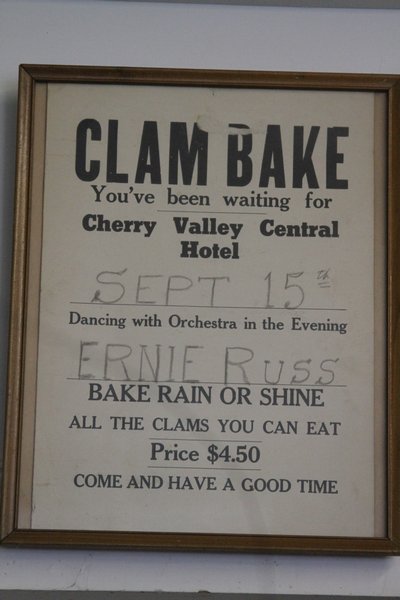 CLAM BAKE
You've been waiting for
Cherry Valley Central
Hotel
SEPT 15th
Dancing with Orchestra in the Evening
ERNIE RUSS
BAKE RAIN OR SHINE
ALL THE CLAMS YOU CAN EAT
Price $4.50
COME AND HAVE A GOOD TIME